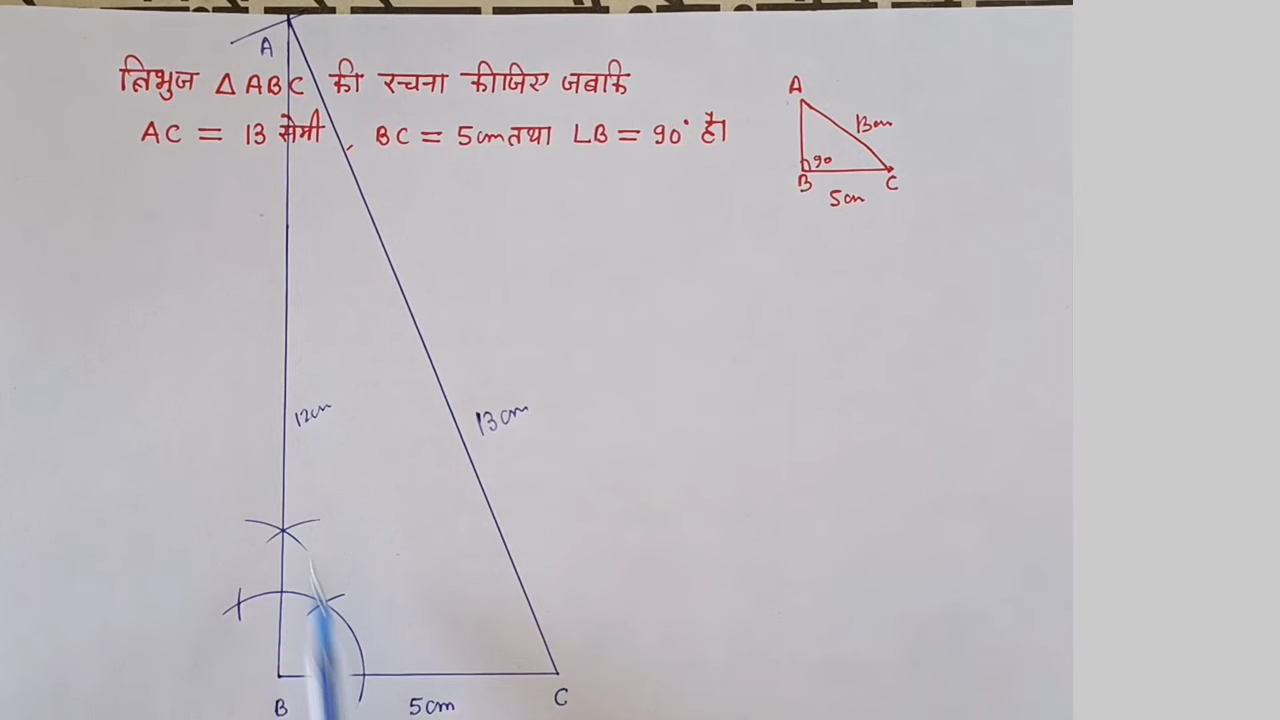 त्रिभुज △ABC की रचना कीजिए जबकि
AC = 13 सेमी, BC = 5cm तथा ∠B = 90° है।
A
13cm
90
B
C
5cm
A
12cm
13cm
B
5cm
C